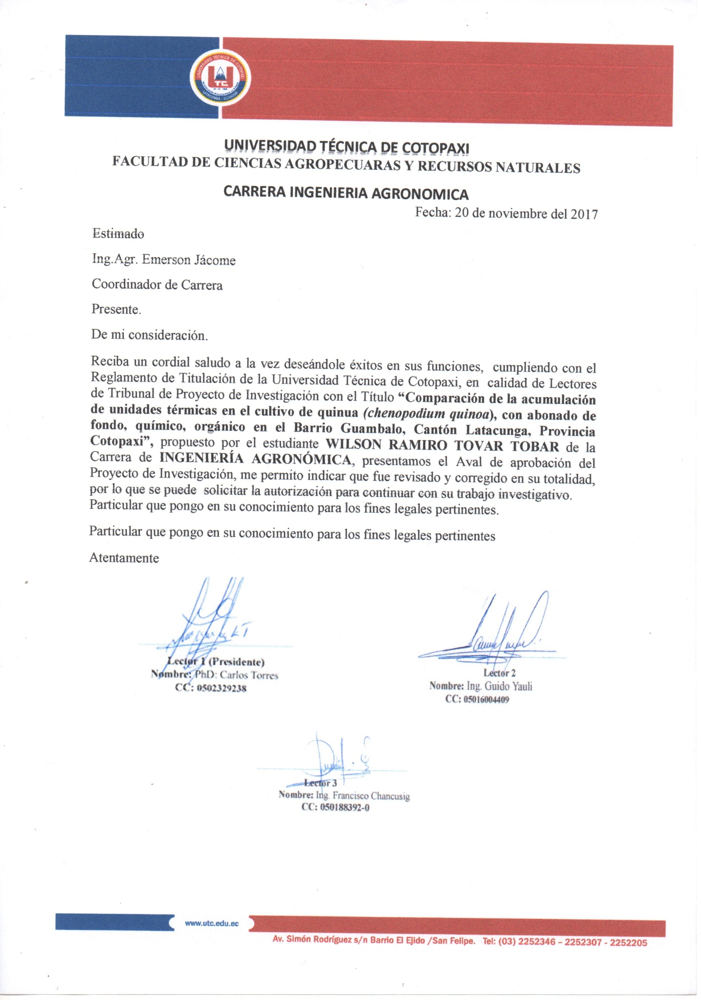 UNIVERSIDAD TÉCNICA DE COTOPAXI
UTC
LATACUNGA - ECUADOR
UNIVERSIDAD TÉCNICA DE COTOPAXI
FACULTAD DE CIENCIAS AGROPECUARAS Y RECURSOS NATURALES
CARRERA INGENIERIA AGRONOMICA
Fecha: 20 de noviembre del 2017
Estimado
Ing.Agr. Emerson Jácome
Coordinador de Carrera
Presente.
De mi consideración.
Reciba un cordial saludo a la vez deseándole éxitos en sus funciones, cumpliendo con el
Reglamento de Titulación de la Universidad Técnica de Cotopaxi, en calidad de Lectores
de Tribunal de Proyecto de Investigación con el Título “Comparación de la acumulación
de unidades térmicas en el cultivo de quinua (chenopodium quinoa), con abonado de
fondo, químico, orgánico en el Barrio Guambalo, Cantón Latacunga, Provincia
Cotopaxi”, propuesto por el estudiante WILSON RAMIRO TOVAR TOBAR de la
Carrera de INGENIERÍA AGRONÓMICA, presentamos el Aval de aprobación del
Proyecto de Investigación, me permito indicar que fue revisado y corregido en su totalidad,
por lo que se puede solicitar la autorización para continuar con su trabajo investigativo.
Particular que pongo en su conocimiento para los fines legales pertinentes.
Particular que pongo en su conocimiento para los fines legales pertinentes
Atentamente
Lector 1 (Presidente)
Nombre: PhD: Carlos Torres
CC: 0502329238
Lector 2
Nombre: Ing. Guido Yauli
CC: 05016004409
Lector 3
Nombre: Ing. Francisco Chancusig
CC: 050188392-0
www.utc.edu.ec
Av. Simón Rodríguez s/n Barrio El Ejido /San Felipe. Tel: (03) 2252346 – 2252307 - 2252205